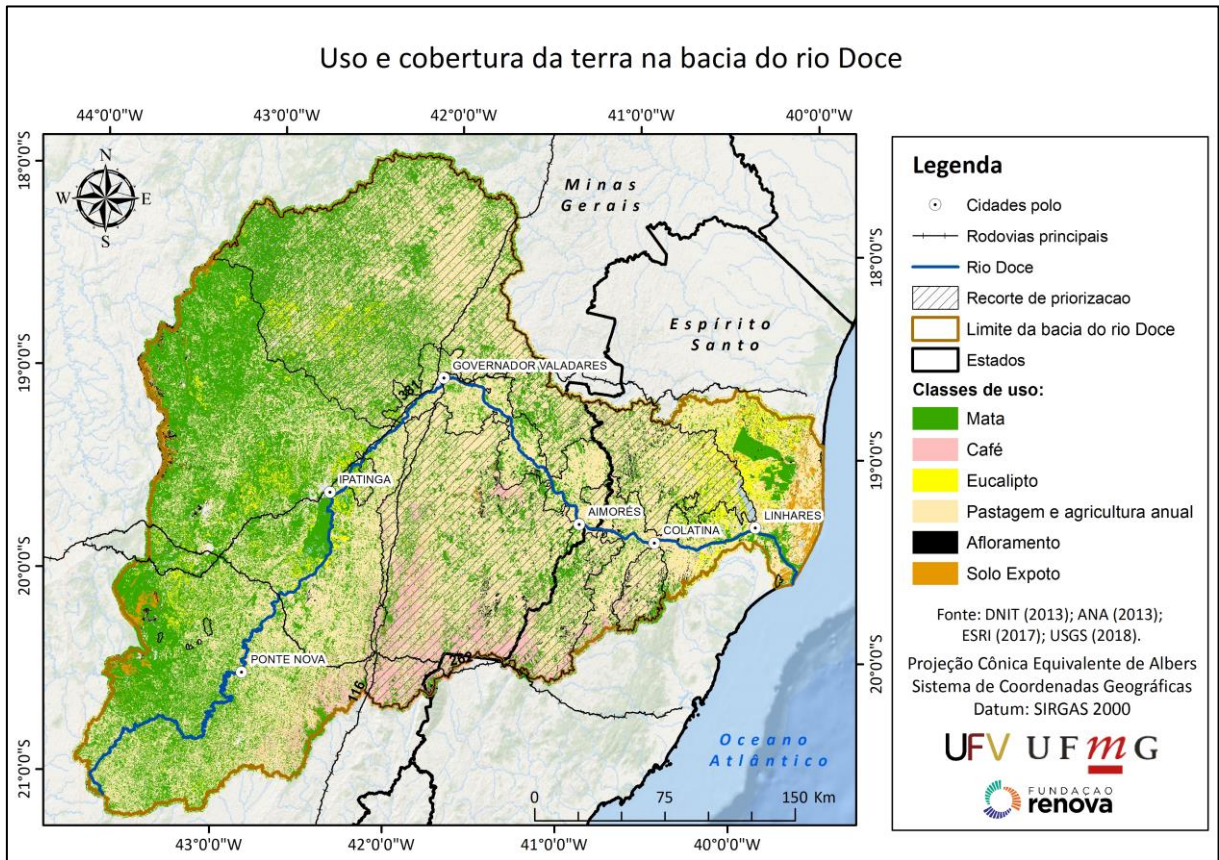 Uso e cobertura da terra na bacia do rio Doce
44°0'0"W 43°0'0"W 42°0'0"W 41°0'0"W 40°0'0"W
18°0'0"S
19°0'0"S
20°0'0"S
21°0'0"S
N
W E
S
Minas
Gerais
Espírito
Santo
GOVERNADOR VALADARES
381
IPATINGA
AIMORÉS
COLATINA
LINHARES
PONTE NOVA
262
116
Oceano
Atlântico
0 75 150 Km
18°0'0"S
19°0'0"S
20°0'0"S
43°0'0"W 42°0'0"W 41°0'0"W 40°0'0"W
Legenda
Cidades polo
Rodovias principais
Rio Doce
Recorte de priorizacao
Limite da bacia do rio Doce
Estados
Classes de uso:
Mata
Café
Eucalipto
Pastagem e agricultura anual
Afloramento
Solo Expoto
Fonte: DNIT (2013); ANA (2013);
ESRI (2017); USGS (2018).
Projeção Cônica Equivalente de Albers
Sistema de Coordenadas Geográficas
Datum: SIRGAS 2000
UFV UFmG
FUNDAÇÃO
renova